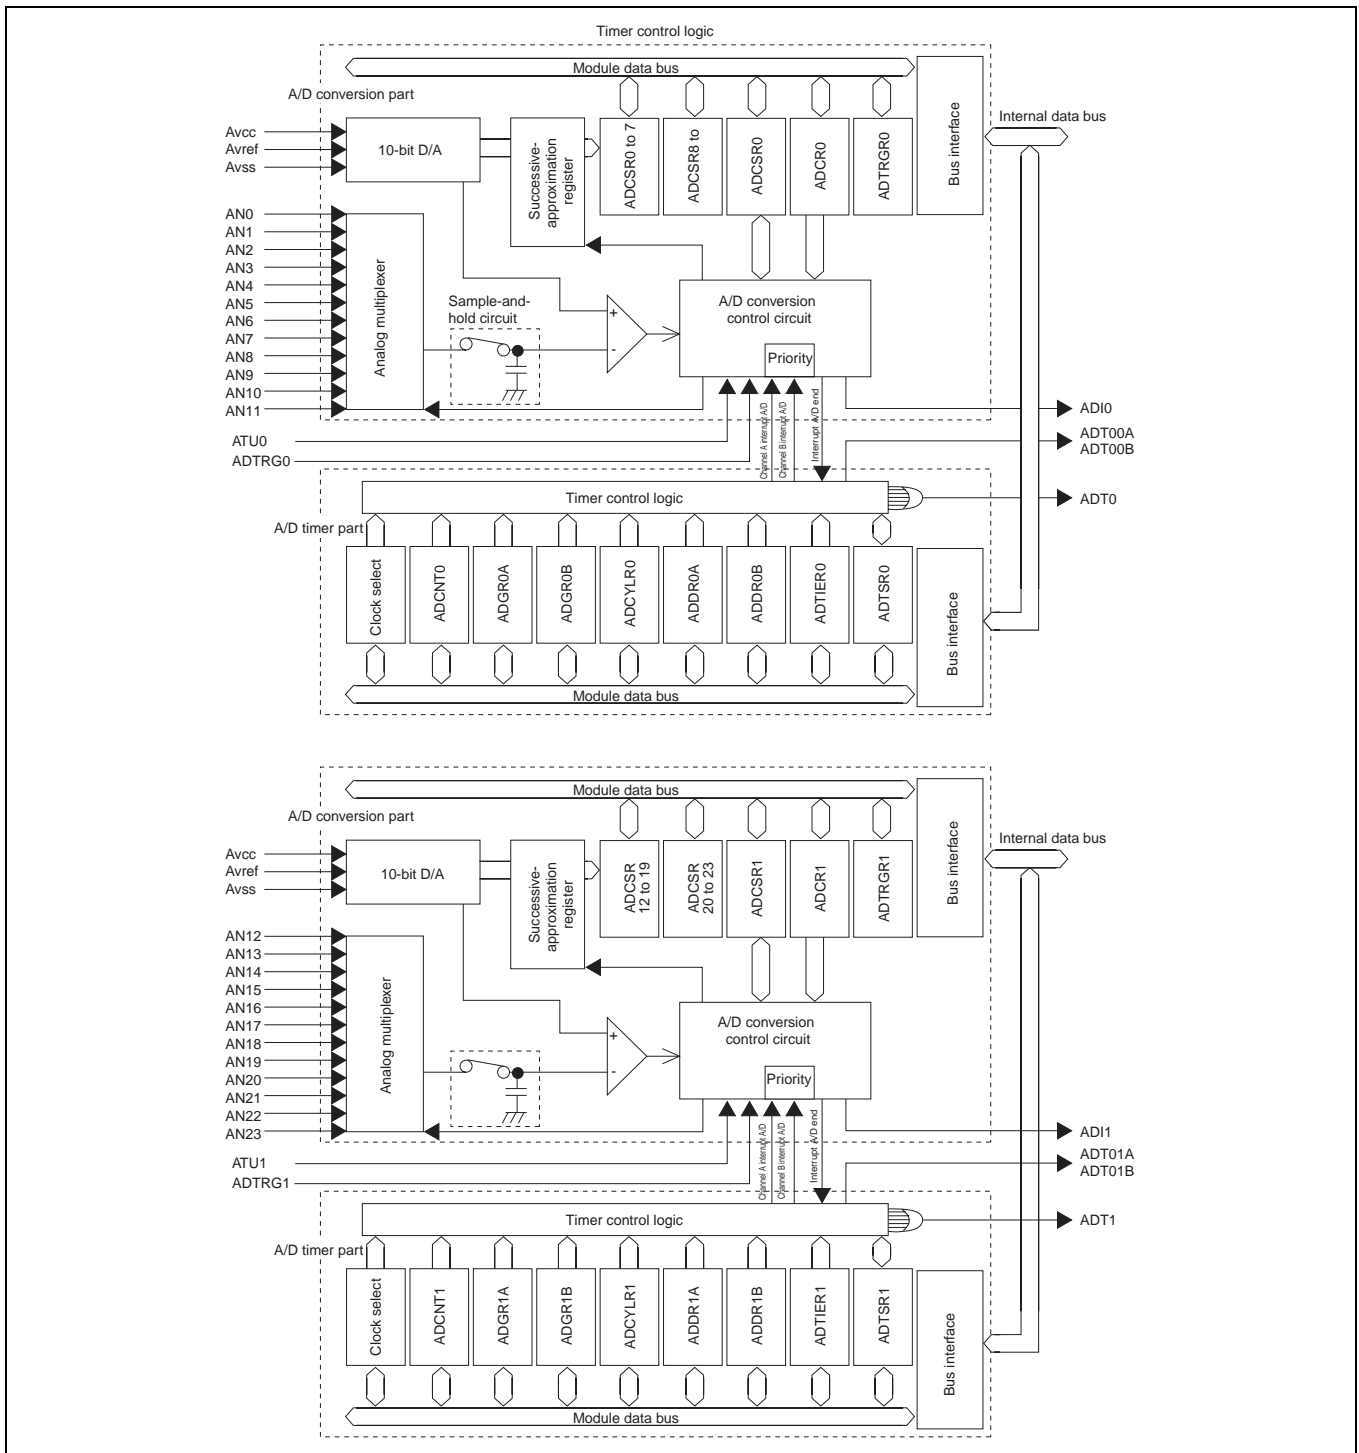 Timer control logic
Module data bus
A/D conversion part
Avcc
Avref
Avss
10-bit D/A
Successive-
approximation
register
ADCSR0 to 7
ADCSR8 to
ADCSR0
ADCR0
ADTRGR0
Bus interface
Internal data bus
AN0
AN1
AN2
AN3
AN4
AN5
AN6
AN7
AN8
AN9
AN10
AN11
Analog multiplexer
Sample-and-
hold circuit
+
-
A/D conversion
control circuit
Priority
ATU0
ADTRG0
Channel A interrupt A/D
Channel B interrupt A/D
Interrupt A/D end
ADI0
ADT00A
ADT00B
ADT0
Timer control logic
A/D timer part
Clock select
ADCNT0
ADGR0A
ADGR0B
ADCYLR0
ADDR0A
ADDR0B
ADTIER0
ADTSR0
Bus interface
Module data bus
Module data bus
A/D conversion part
Avcc
Avref
Avss
10-bit D/A
Successive-
approximation
register
ADCSR
12 to 19
ADCSR
20 to 23
ADCSR1
ADCR1
ADTRGR1
Bus interface
Internal data bus
AN12
AN13
AN14
AN15
AN16
AN17
AN18
AN19
AN20
AN21
AN22
AN23
Analog multiplexer
+
-
A/D conversion
control circuit
Priority
ATU1
ADTRG1
Channel A interrupt A/D
Channel B interrupt A/D
Interrupt A/D end
ADI1
ADT01A
ADT01B
ADT1
Timer control logic
A/D timer part
Clock select
ADCNT1
ADGR1A
ADGR1B
ADCYLR1
ADDR1A
ADDR1B
ADTIER1
ADTSR1
Bus interface
Module data bus